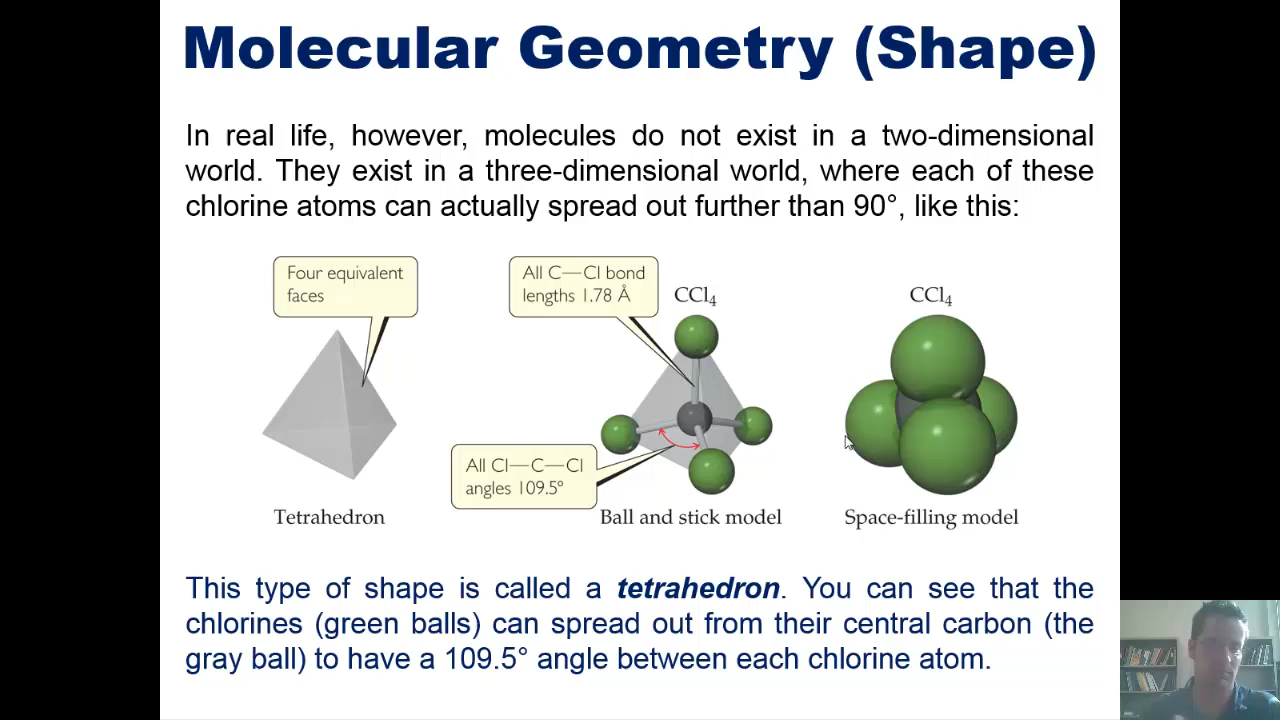 Molecular Geometry (Shape)
In real life, however, molecules do not exist in a two-dimensional
world. They exist in a three-dimensional world, where each of these
chlorine atoms can actually spread out further than 90°, like this:
Four equivalent
faces
All C—Cl bond
lengths 1.78 Å
CCl₄
CCl₄
All Cl—C—Cl
angles 109.5º
Tetrahedron
Ball and stick model
Space-filling model
This type of shape is called a tetrahedron. You can see that the
chlorines (green balls) can spread out from their central carbon (the
gray ball) to have a 109.5° angle between each chlorine atom.